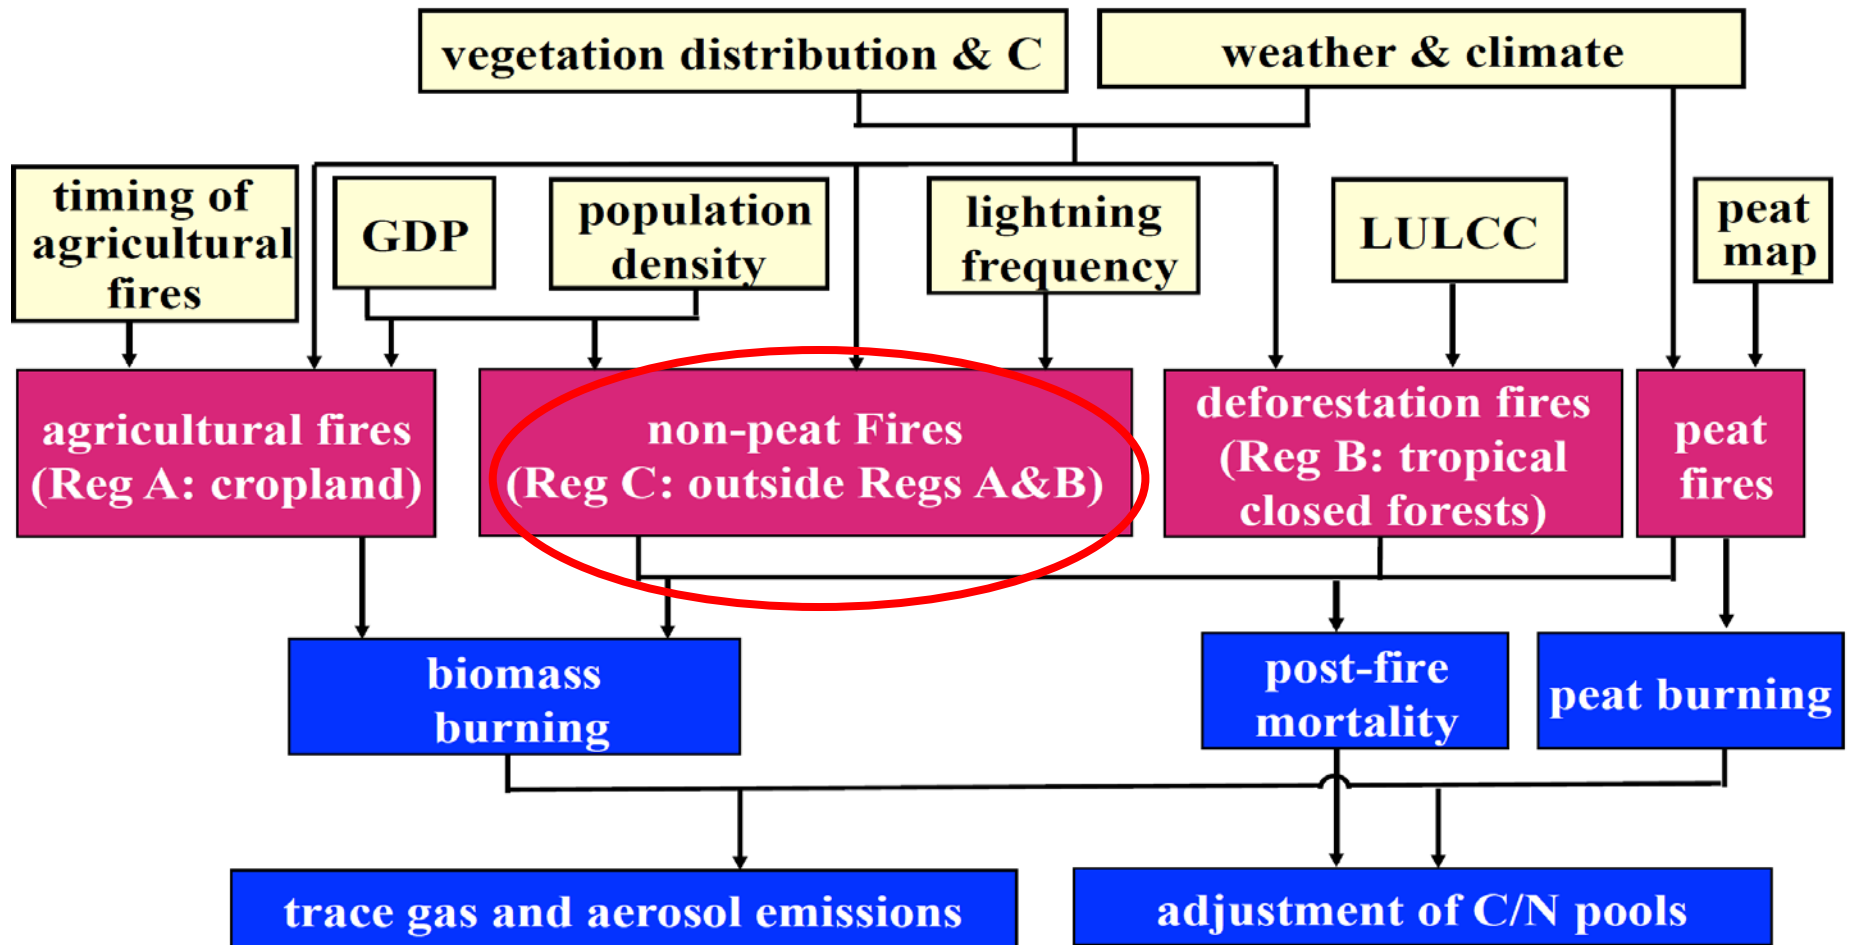 vegetation distribution & C
weather & climate
timing of
agricultural
fires
GDP
population
density
lightning
frequency
LULCC
peat
map
agricultural fires
(Reg A: cropland)
non-peat Fires
(Reg C: outside Regs A&B)
deforestation fires
(Reg B: tropical
closed forests)
peat
fires
biomass
burning
post-fire
mortality
peat burning
trace gas and aerosol emissions
adjustment of C/N pools